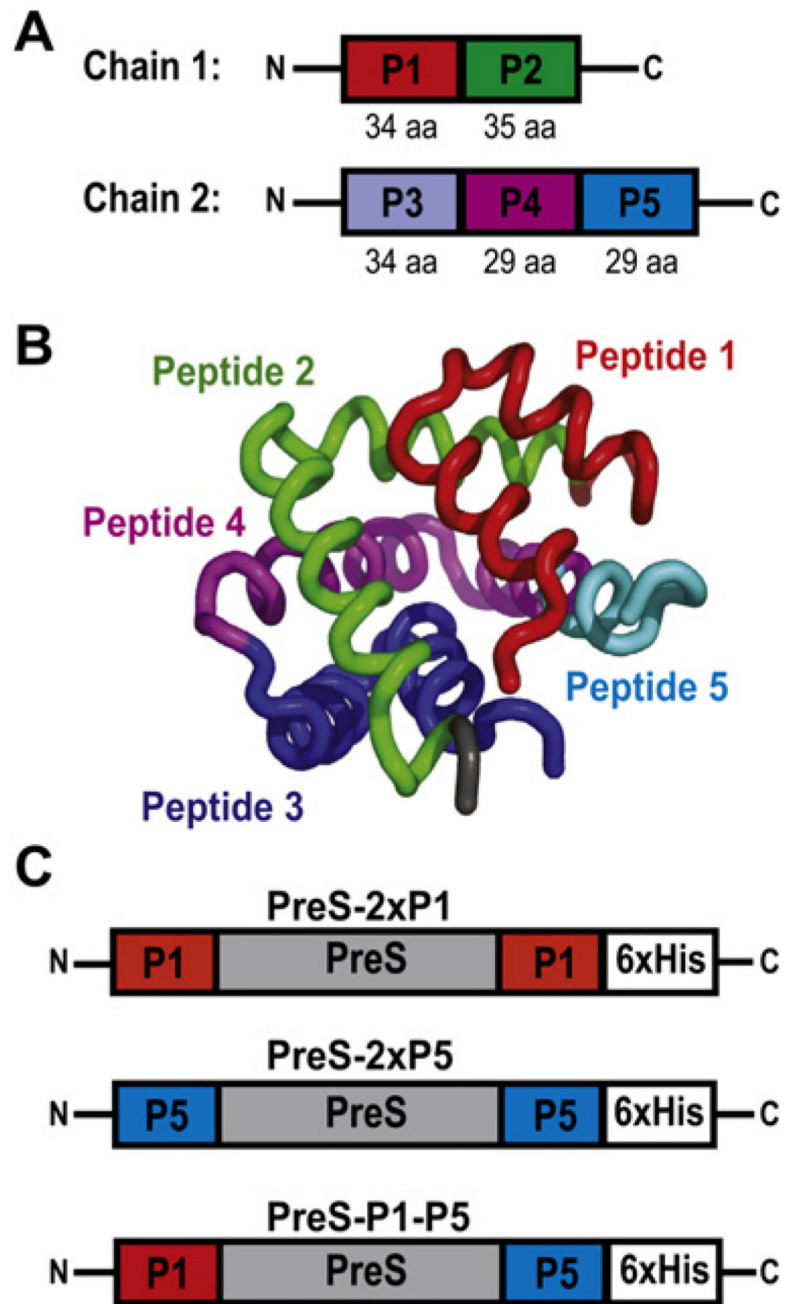 A
Chain 1: N P1 P2 C
34 aa 35 aa
Chain 2: N P3 P4 P5 C
34 aa 29 aa 29 aa
B
Peptide 2
Peptide 1
Peptide 4
Peptide 5
Peptide 3
C
PreS-2xP1
N P1 PreS P1 6xHis C
PreS-2xP5
N P5 PreS P5 6xHis C
PreS-P1-P5
N P1 PreS P5 6xHis C